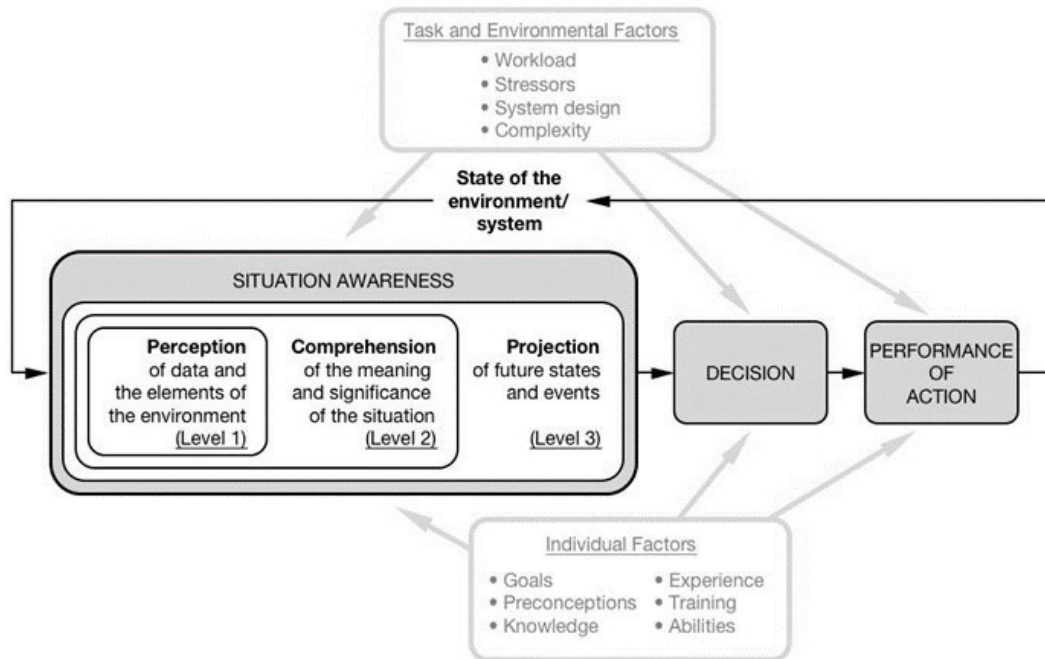 Task and Environmental Factors
• Workload
• Stressors
• System design
• Complexity
State of the
environment/
system
SITUATION AWARENESS
Perception
of data and
the elements of
the environment
(Level 1)
Comprehension
of the meaning
and significance
of the situation
(Level 2)
Projection
of future states
and events
(Level 3)
DECISION
PERFORMANCE
OF
ACTION
Individual Factors
• Goals
• Preconceptions
• Knowledge
• Experience
• Training
• Abilities